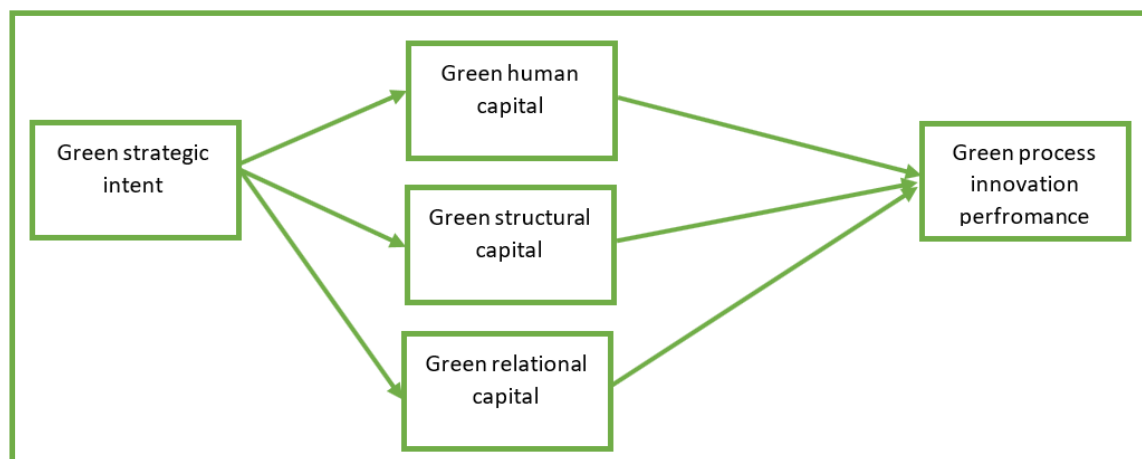 Green human
capital
Green strategic
intent
Green process
innovation
perfromance
Green structural
capital
Green relational
capital